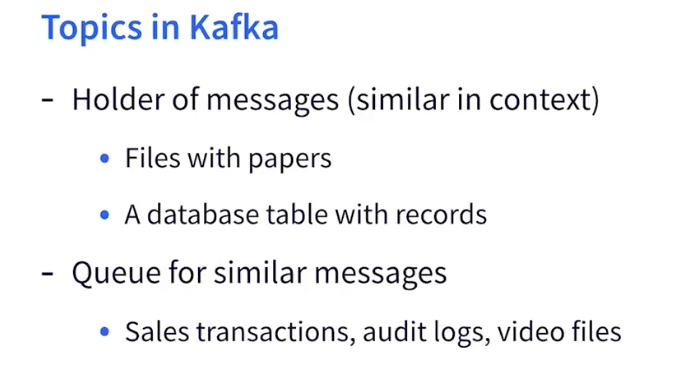 Topics in Kafka
- Holder of messages (similar in context)
• Files with papers
• A database table with records
- Queue for similar messages
• Sales transactions, audit logs, video files